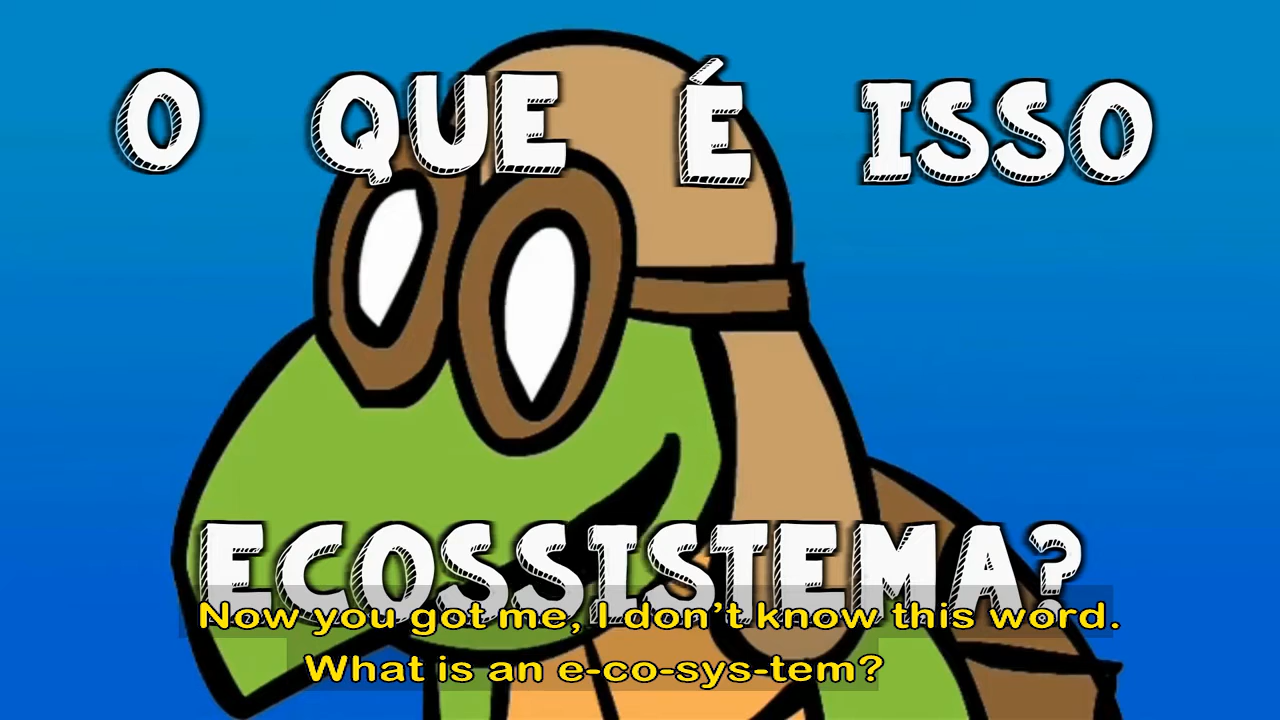 O QUE É ISSO
ECOSSISTEMA?
Now you got me, I don't know this word.
What is an e-co-sys-tem?